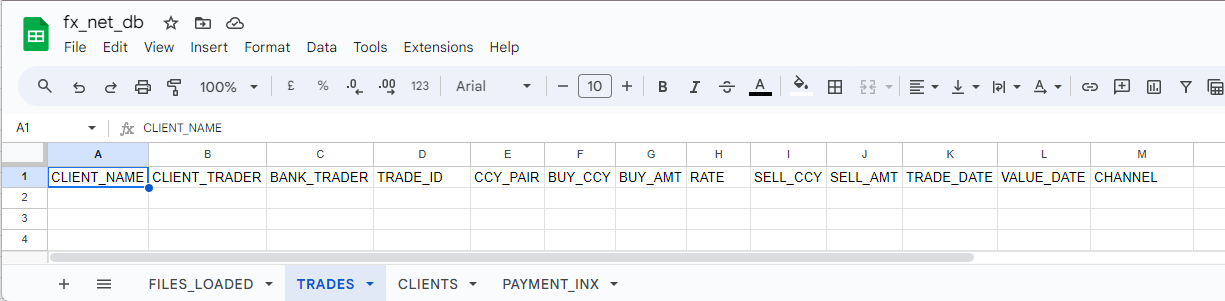 fx_net_db
File Edit View Insert Format Data Tools Extensions Help
100% £ % .0 .00 123 Arial 10 B I S A A
A1 fx CLIENT_NAME
A B C D E F G H I J K L M
1 CLIENT_NAME CLIENT_TRADER BANK_TRADER TRADE_ID CCY_PAIR BUY_CCY BUY_AMT RATE SELL_CCY SELL_AMT TRADE_DATE VALUE_DATE CHANNEL
2
3
4
FILES_LOADED TRADES CLIENTS PAYMENT_INX